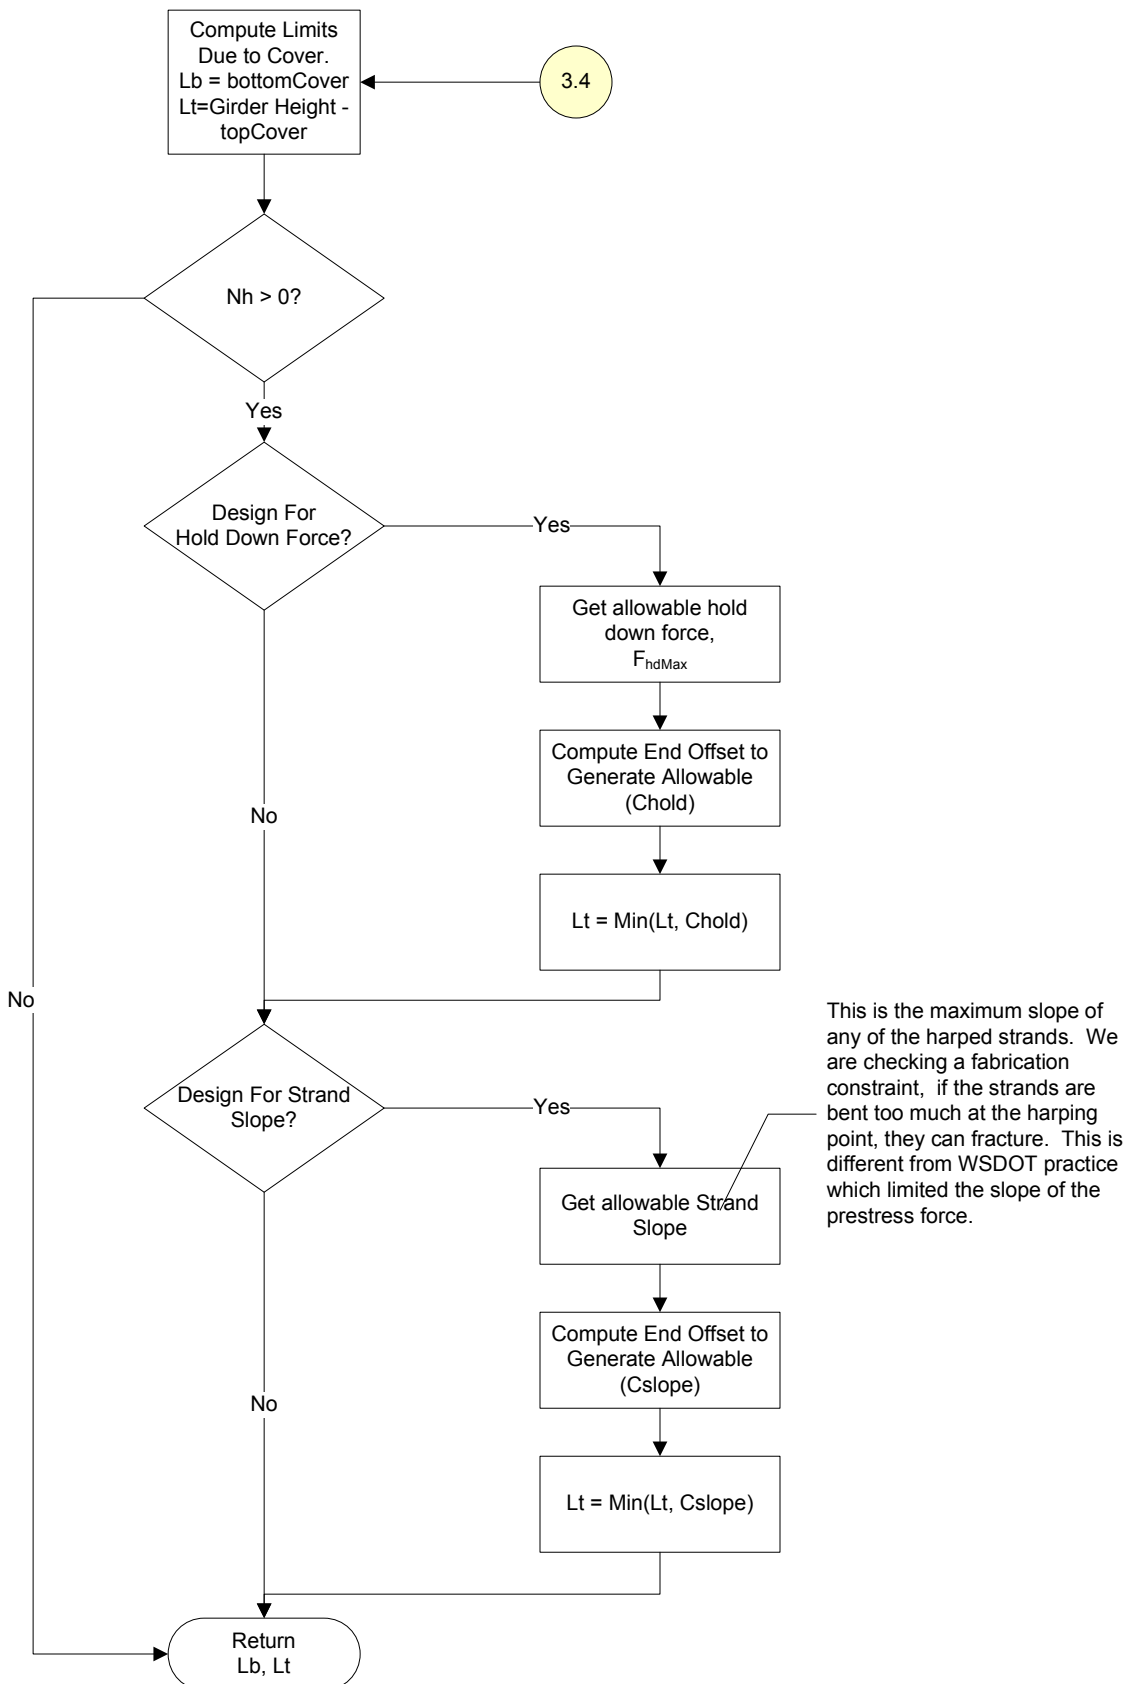 Compute Limits
Due to Cover.
Lb = bottomCover
Lt=Girder Height -
topCover
3.4
Nh > 0?
Yes
Design For
Hold Down Force?
Yes
Get allowable hold
down force,
FhdMax
Compute End Offset to
Generate Allowable
(Chold)
No
Lt = Min(Lt, Chold)
No
This is the maximum slope of
any of the harped strands. We
are checking a fabrication
constraint, if the strands are
bent too much at the harping
point, they can fracture. This is
different from WSDOT practice
which limited the slope of the
prestress force.
Design For Strand
Slope?
Yes
Get allowable Strand
Slope
Compute End Offset to
Generate Allowable
(Cslope)
No
Lt = Min(Lt, Cslope)
Return
Lb, Lt